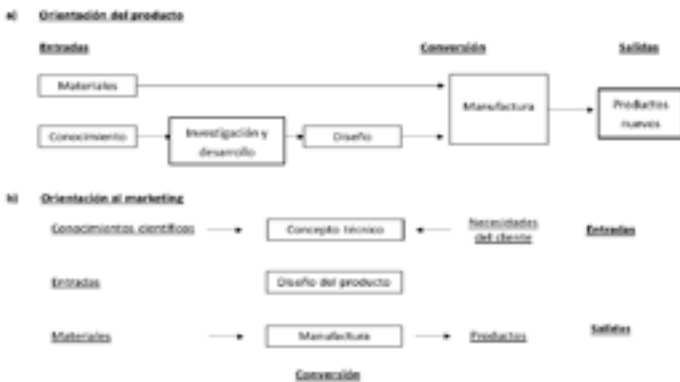 a) Orientación del producto
Entradas Conversión Salidas
Materiales
Manufactura
Productos
nuevos
Conocimiento
Investigación y
desarrollo
Diseño
b) Orientación al marketing
Conocimientos científicos
Concepto técnico
Necesidades
del cliente
Entradas
Entradas
Diseño del producto
Materiales
Manufactura
Productos
Salidas
Conversión